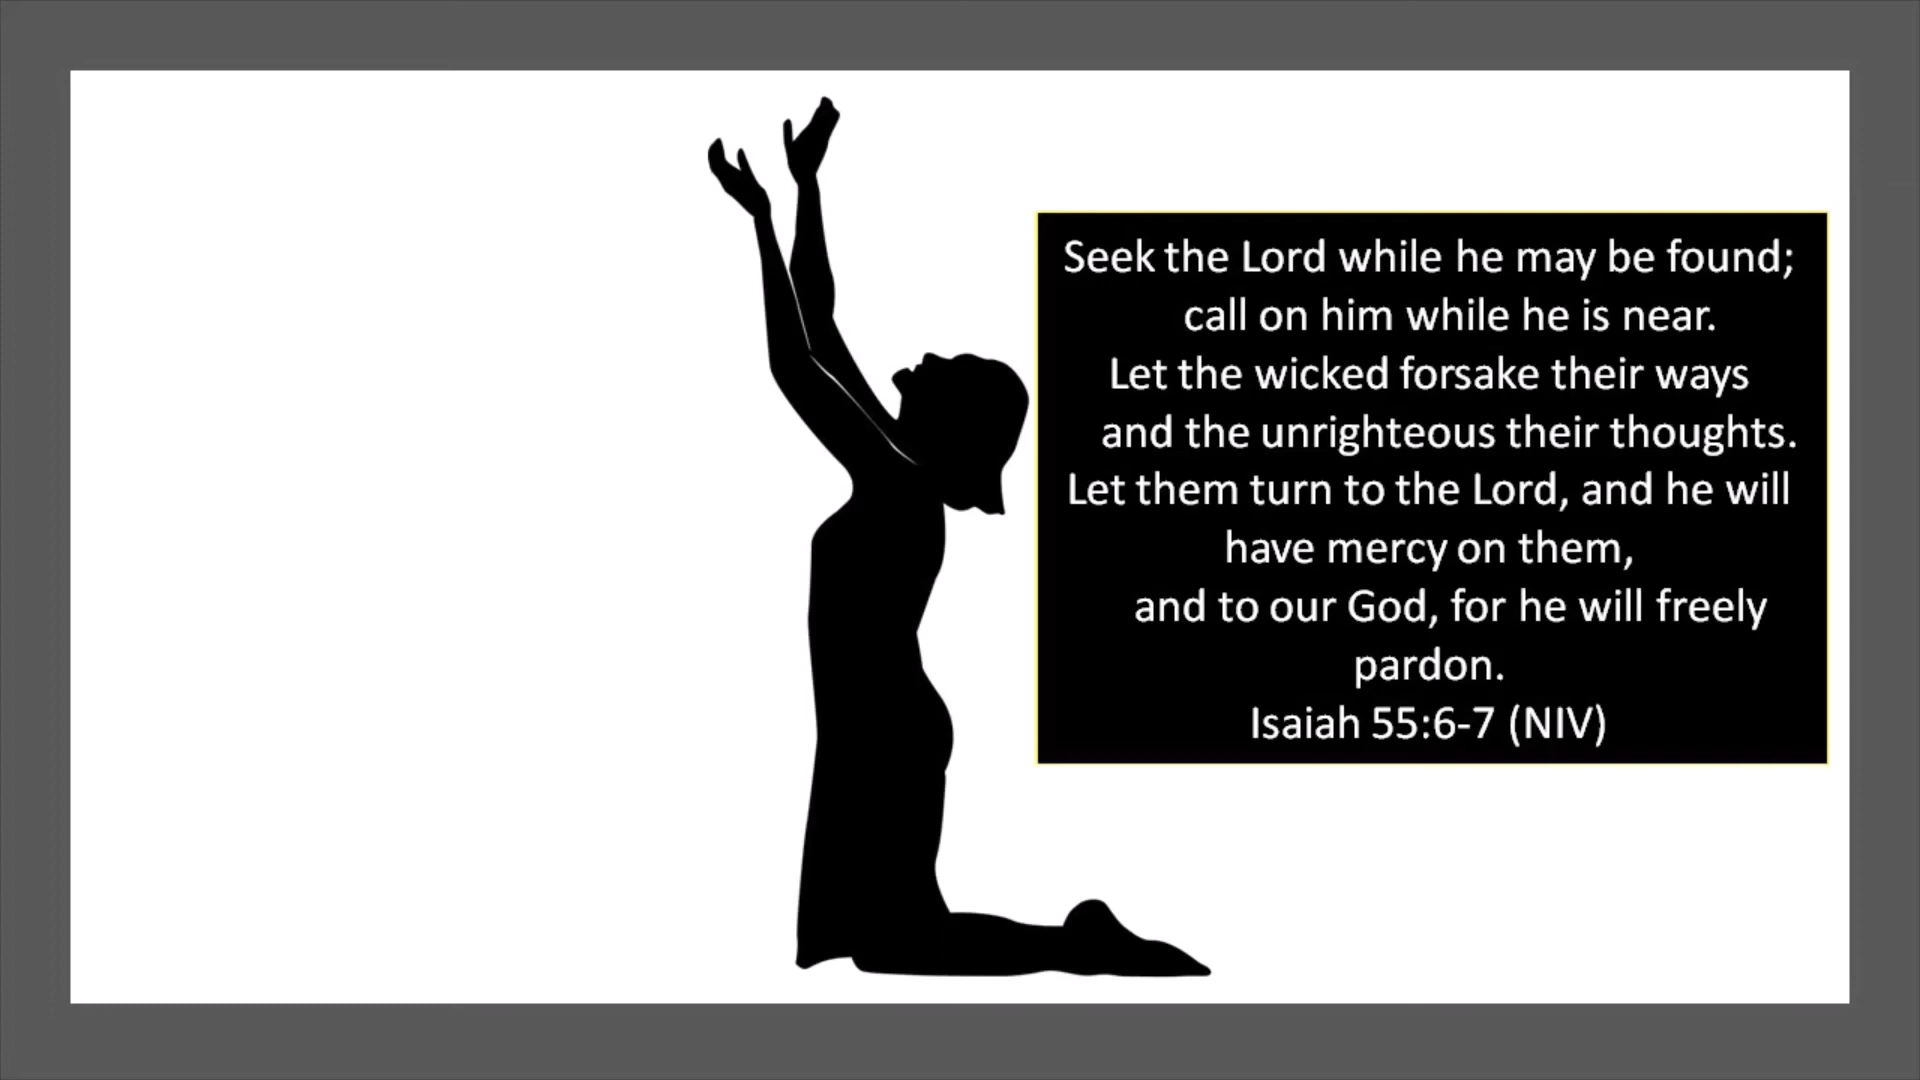 Seek the Lord while he may be found;
call on him while he is near.
Let the wicked forsake their ways
and the unrighteous their thoughts.
Let them turn to the Lord, and he will
have mercy on them,
and to our God, for he will freely
pardon.
Isaiah 55:6-7 (NIV)